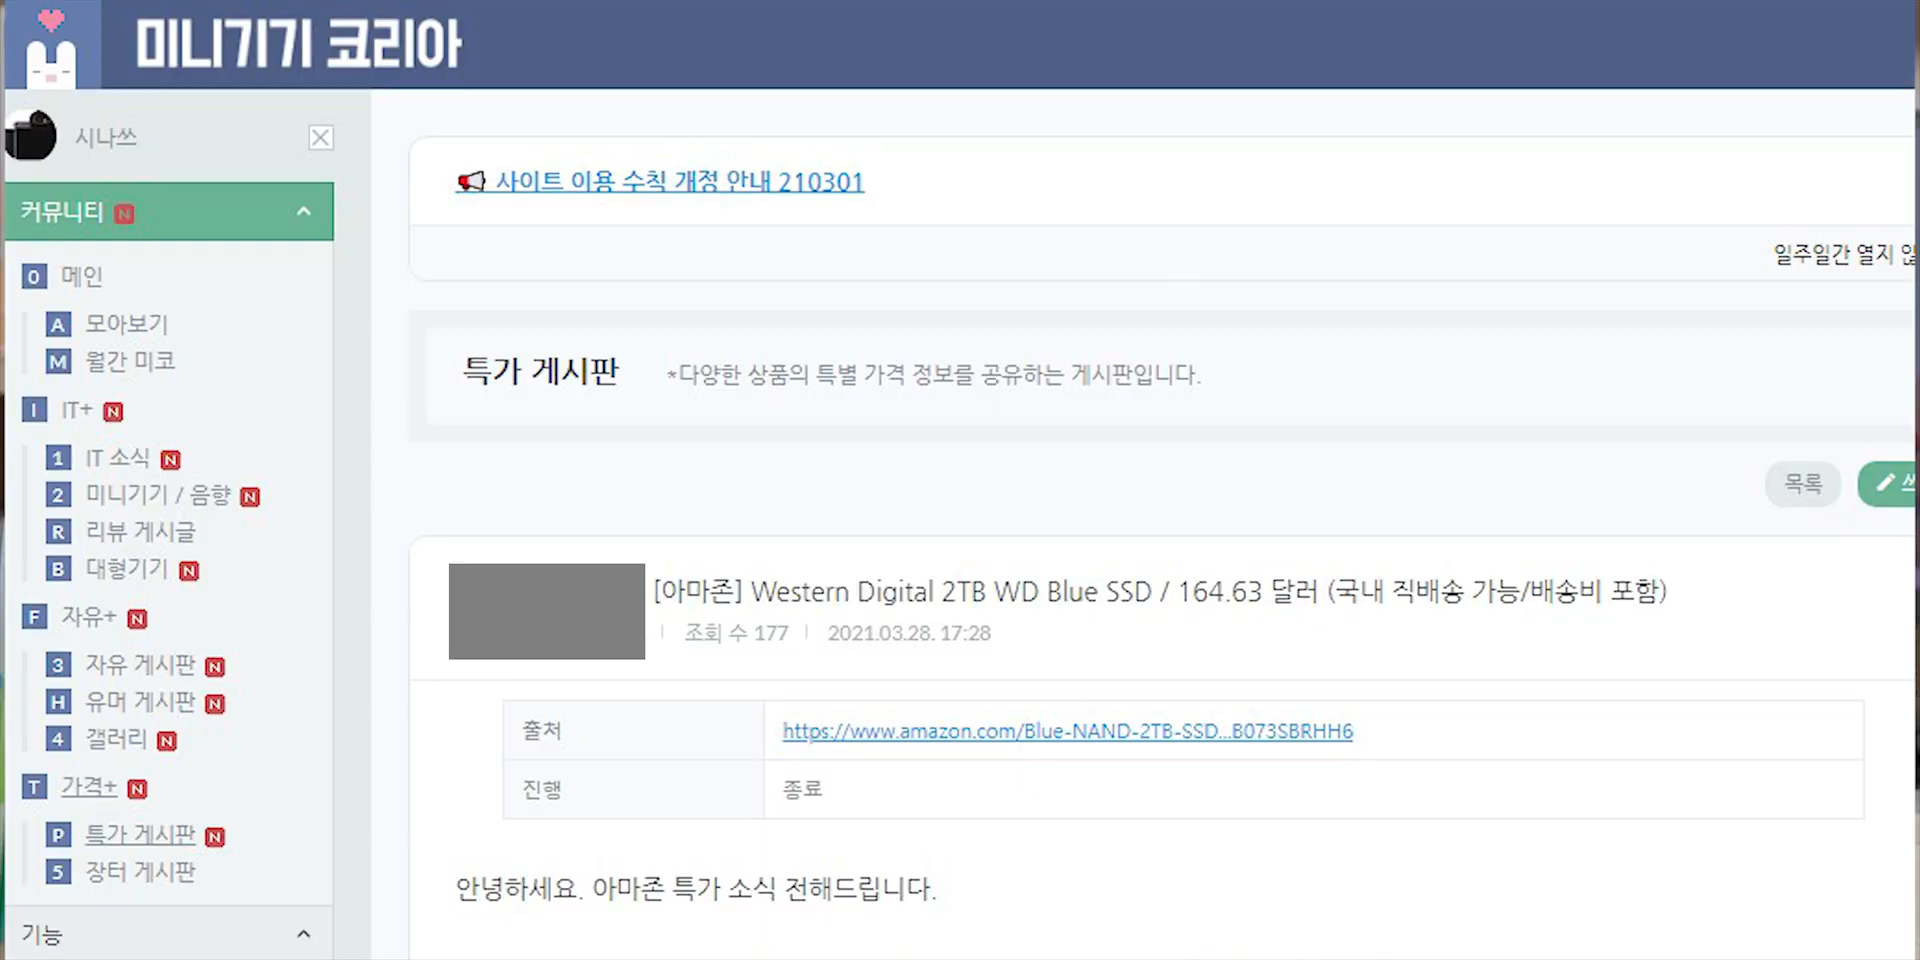 미니기기 코리아
시나쓰
커뮤니티 N
0 메인
A 모아보기
M 월간 미코
I IT+ N
1 IT 소식 N
2 미니기기 / 음향 N
R 리뷰 게시글
B 대형기기 N
F 자유+ N
3 자유 게시판 N
H 유머 게시판 N
4 갤러리 N
T 가격+ N
P 특가 게시판 N
5 장터 게시판
기능
사이트 이용 수칙 개정 안내 210301
일주일간 열지
특가 게시판 *다양한 상품의 특별 가격 정보를 공유하는 게시판입니다.
목록
[아마존] Western Digital 2TB WD Blue SSD / 164.63 달러 (국내 직배송 가능/배송비 포함)
조회 수 177 2021.03.28. 17:28
출처 https://www.amazon.com/Blue-NAND-2TB-SSD...B073SBRHH6
진행 종료
안녕하세요. 아마존 특가 소식 전해드립니다.